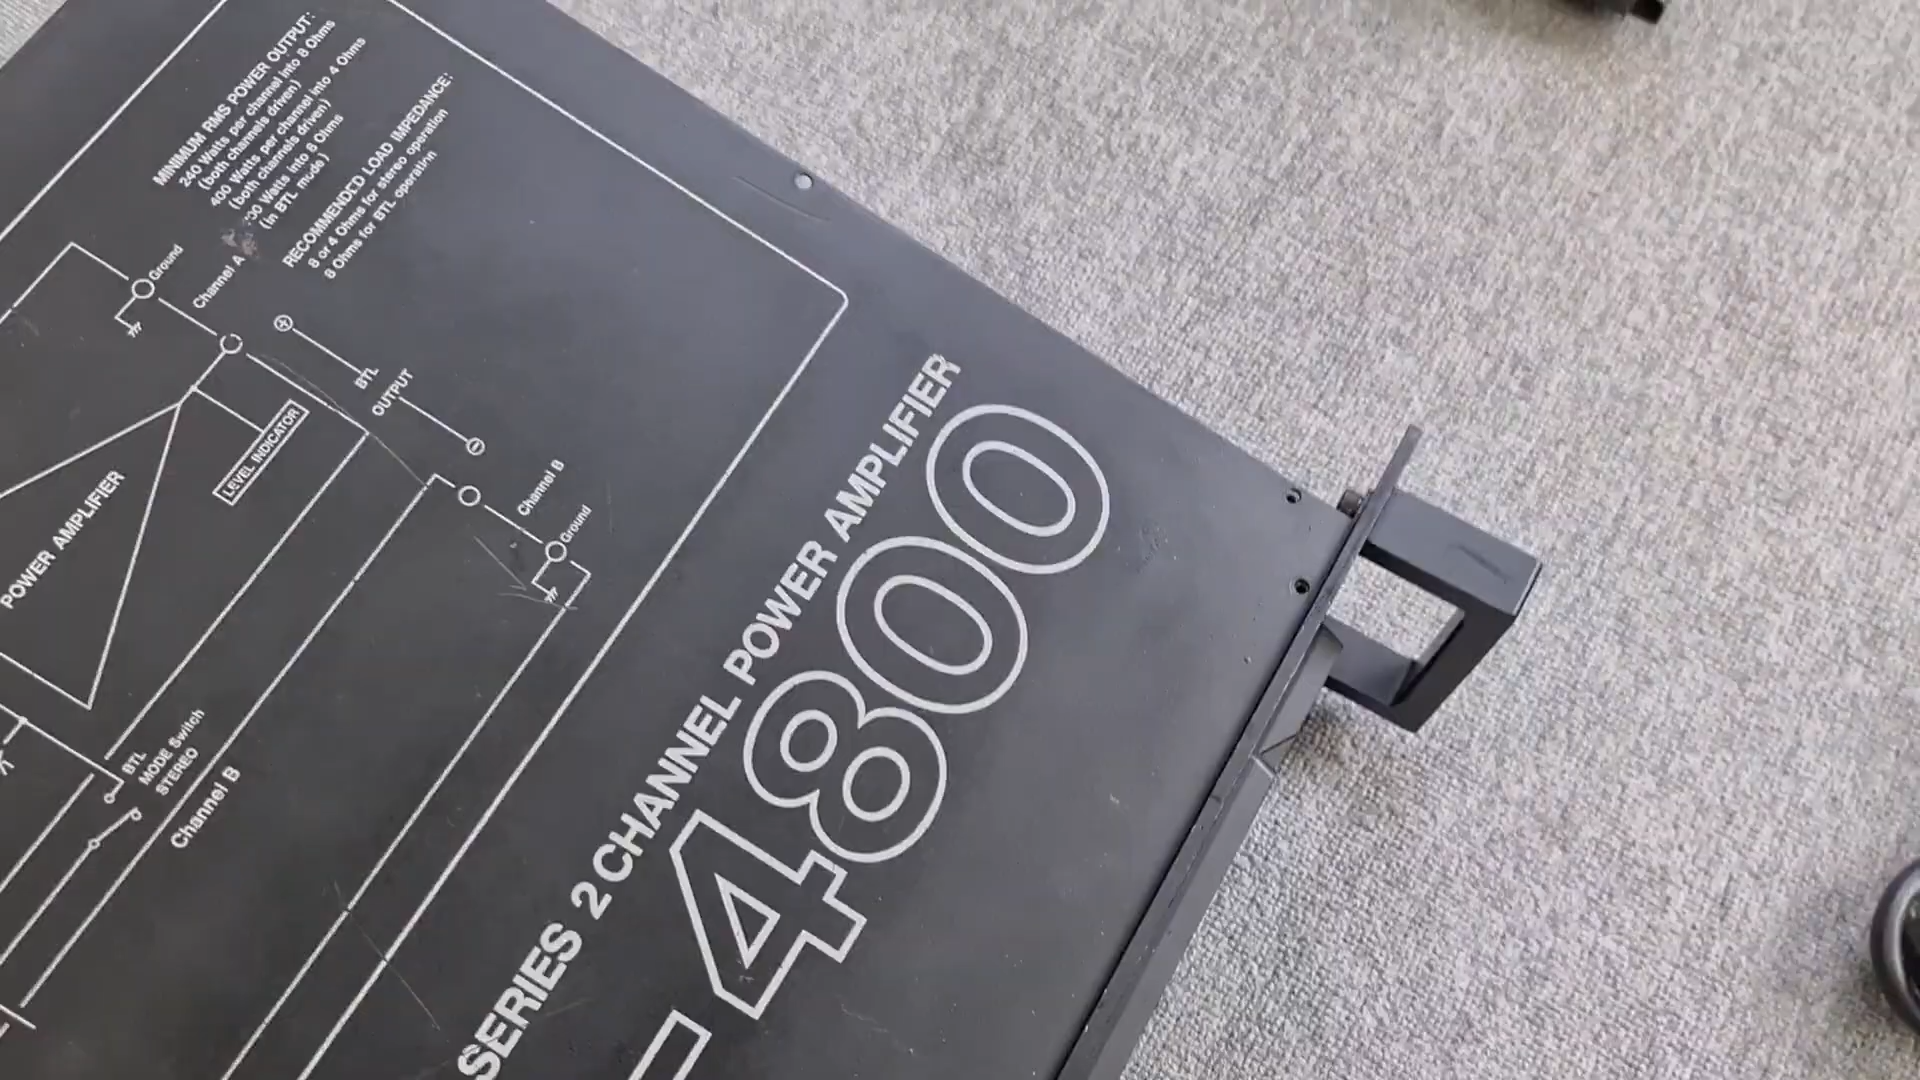 MINIMUM RMS POWER OUTPUT:
240 Watts per channel into 8 Ohms
(both channels driven)
400 Watts per channel into 4 Ohms
(both channels driven)
Watts into 8 Ohms
(in BTL mode)
RECOMMENDED LOAD IMPEDANCE:
8 or 4 Ohms for stereo operation
8 Ohms for BTL operation
Ground
Channel A
BTL
OUTPUT
LEVEL INDICATOR
POWER AMPLIFIER
Channel B
Ground
BTL
MODE Switch
STEREO
Channel B
SERIES 2 CHANNEL POWER AMPLIFIER
4800